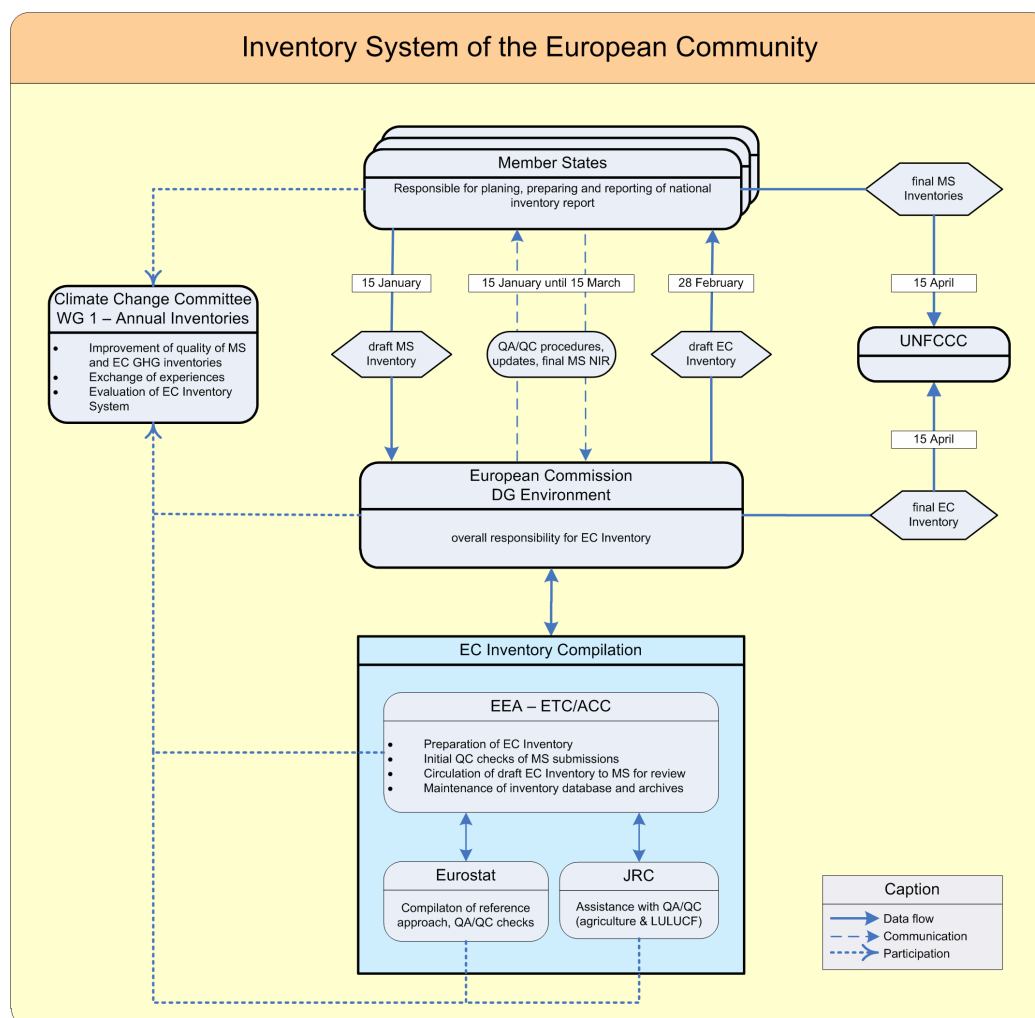 Inventory System of the European Community
Member States
Responsible for planing, preparing and reporting of national
inventory report
final MS
Inventories
15 January
15 January until 15 March
28 February
15 April
Climate Change Committee
WG 1 – Annual Inventories
• Improvement of quality of MS
and EC GHG inventories
• Exchange of experiences
• Evaluation of EC Inventory
System
draft MS
Inventory
QA/QC procedures,
updates, final MS NIR
draft EC
Inventory
UNFCCC
15 April
European Commission
DG Environment
overall responsibility for EC Inventory
final EC
Inventory
EC Inventory Compilation
EEA – ETC/ACC
• Preparation of EC Inventory
• Initial QC checks of MS submissions
• Circulation of draft EC Inventory to MS for review
• Maintenance of inventory database and archives
Eurostat
Compilaton of reference
approach, QA/QC checks
JRC
Assistance with QA/QC
(agriculture & LULUCF)
Caption
Data flow
Communication
Participation